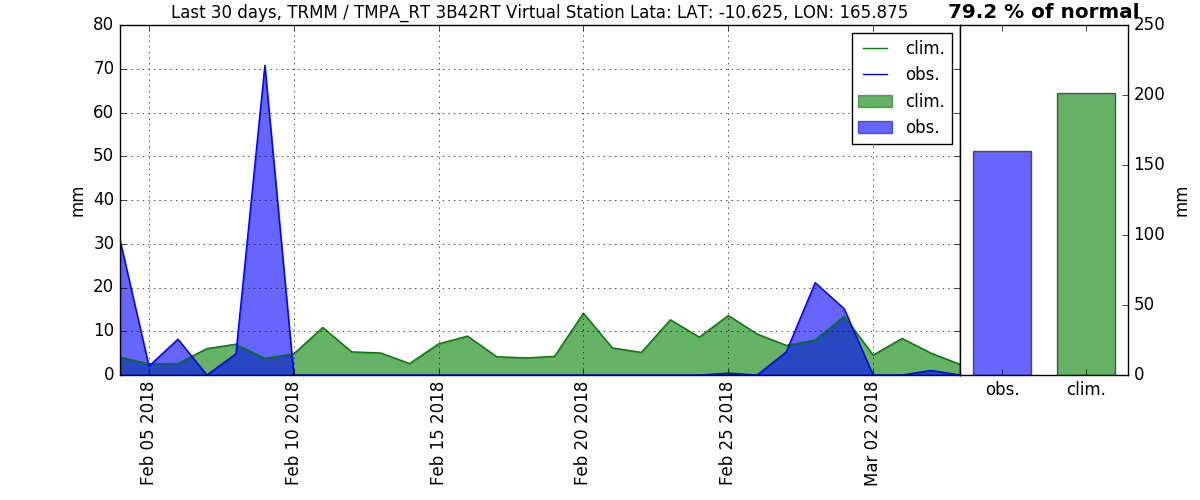 Last 30 days, TRMM / TMPA_RT 3B42RT Virtual Station Lata: LAT: -10.625, LON: 165.875
79.2 % of normal
80
70
60
50
40
30
20
10
0
mm
clim.
obs.
clim.
obs.
Feb 05 2018
Feb 10 2018
Feb 15 2018
Feb 20 2018
Feb 25 2018
Mar 02 2018
250
200
150
100
50
0
mm
obs.
clim.